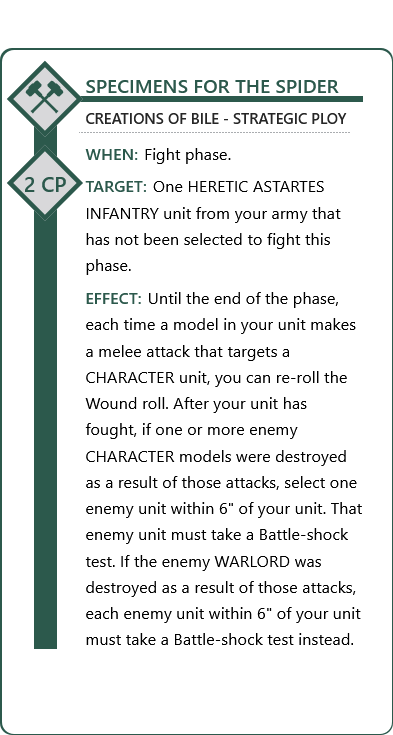 SPECIMENS FOR THE SPIDER
CREATIONS OF BILE - STRATEGIC PLOY
WHEN: Fight phase.
2 CP
TARGET: One HERETIC ASTARTES
INFANTRY unit from your army that
has not been selected to fight this
phase.
EFFECT: Until the end of the phase,
each time a model in your unit makes
a melee attack that targets a
CHARACTER unit, you can re-roll the
Wound roll. After your unit has
fought, if one or more enemy
CHARACTER models were destroyed
as a result of those attacks, select one
enemy unit within 6" of your unit. That
enemy unit must take a Battle-shock
test. If the enemy WARLORD was
destroyed as a result of those attacks,
each enemy unit within 6" of your unit
must take a Battle-shock test instead.